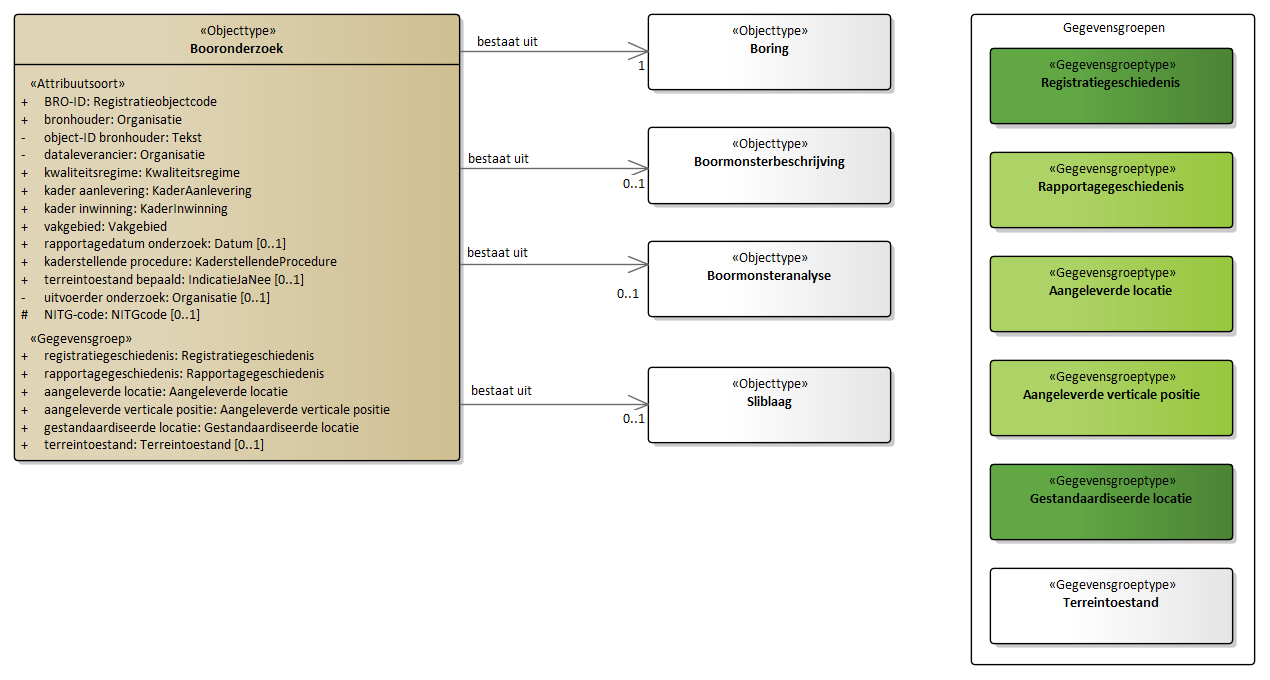 «Objecttype»
Booronderzoek
«Attribuutsoort»
+ BRO-ID: Registratieobjectcode
+ bronhouder: Organisatie
- object-ID bronhouder: Tekst
- dataleverancier: Organisatie
+ kwaliteitsregime: Kwaliteitsregime
+ kader aanlevering: KaderAanlevering
+ kader inwinning: KaderInwinning
+ vakgebied: Vakgebied
+ rapportagedatum onderzoek: Datum [0..1]
+ kaderstellende procedure: KaderstellendeProcedure
+ terreintoestand bepaald: IndicatieJaNee [0..1]
- uitvoerder onderzoek: Organisatie [0..1]
# NITG-code: NITGcode [0..1]
«Gegevensgroep»
+ registratiegeschiedenis: Registratiegeschiedenis
+ rapportagegeschiedenis: Rapportagegeschiedenis
+ aangeleverde locatie: Aangeleverde locatie
+ aangeleverde verticale positie: Aangeleverde verticale positie
+ gestandaardiseerde locatie: Gestandaardiseerde locatie
+ terreintoestand: Terreintoestand [0..1]
bestaat uit
1
«Objecttype»
Boring
bestaat uit
0..1
«Objecttype»
Boormonsterbeschrijving
bestaat uit
0..1
«Objecttype»
Boormonsteranalyse
bestaat uit
0..1
«Objecttype»
Sliblaag
Gegevensgroepen
«Gegevensgroeptype»
Registratiegeschiedenis
«Gegevensgroeptype»
Rapportagegeschiedenis
«Gegevensgroeptype»
Aangeleverde locatie
«Gegevensgroeptype»
Aangeleverde verticale positie
«Gegevensgroeptype»
Gestandaardiseerde locatie
«Gegevensgroeptype»
Terreintoestand